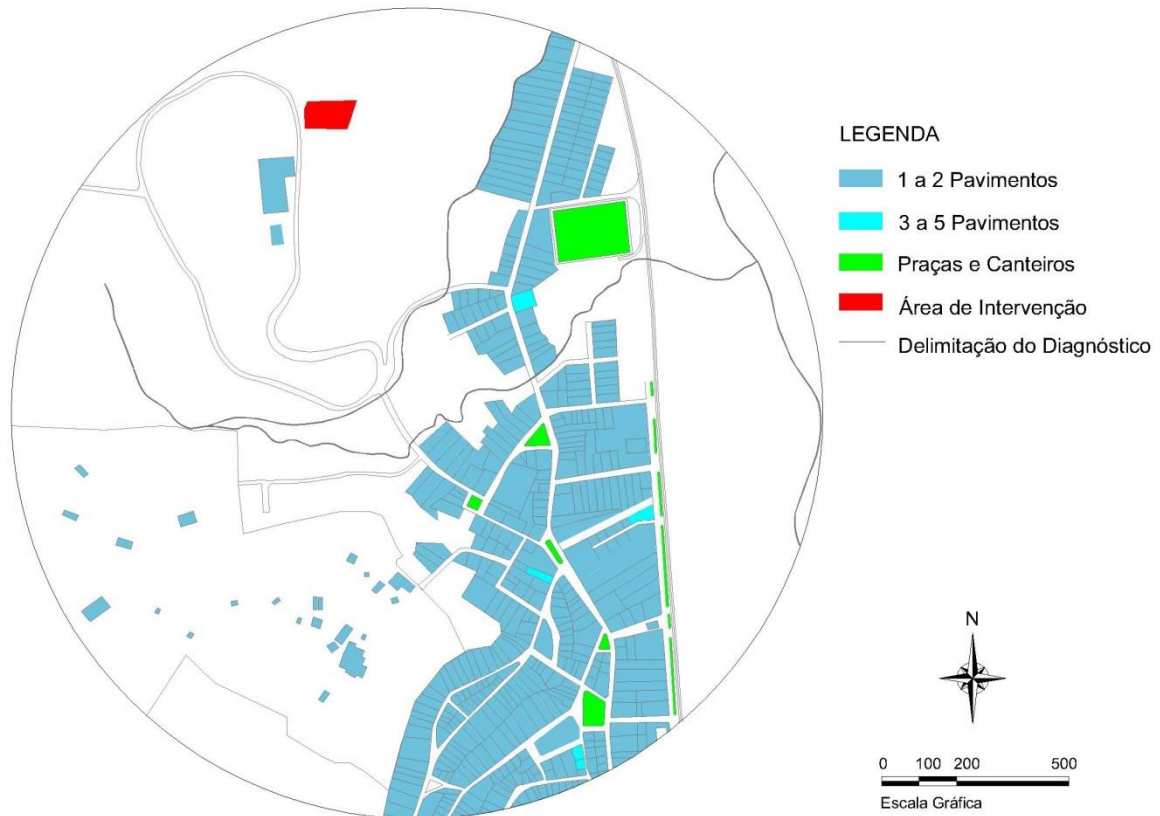 LEGENDA
1 a 2 Pavimentos
3 a 5 Pavimentos
Praças e Canteiros
Área de Intervenção
Delimitação do Diagnóstico
N
0 100 200 500
Escala Gráfica